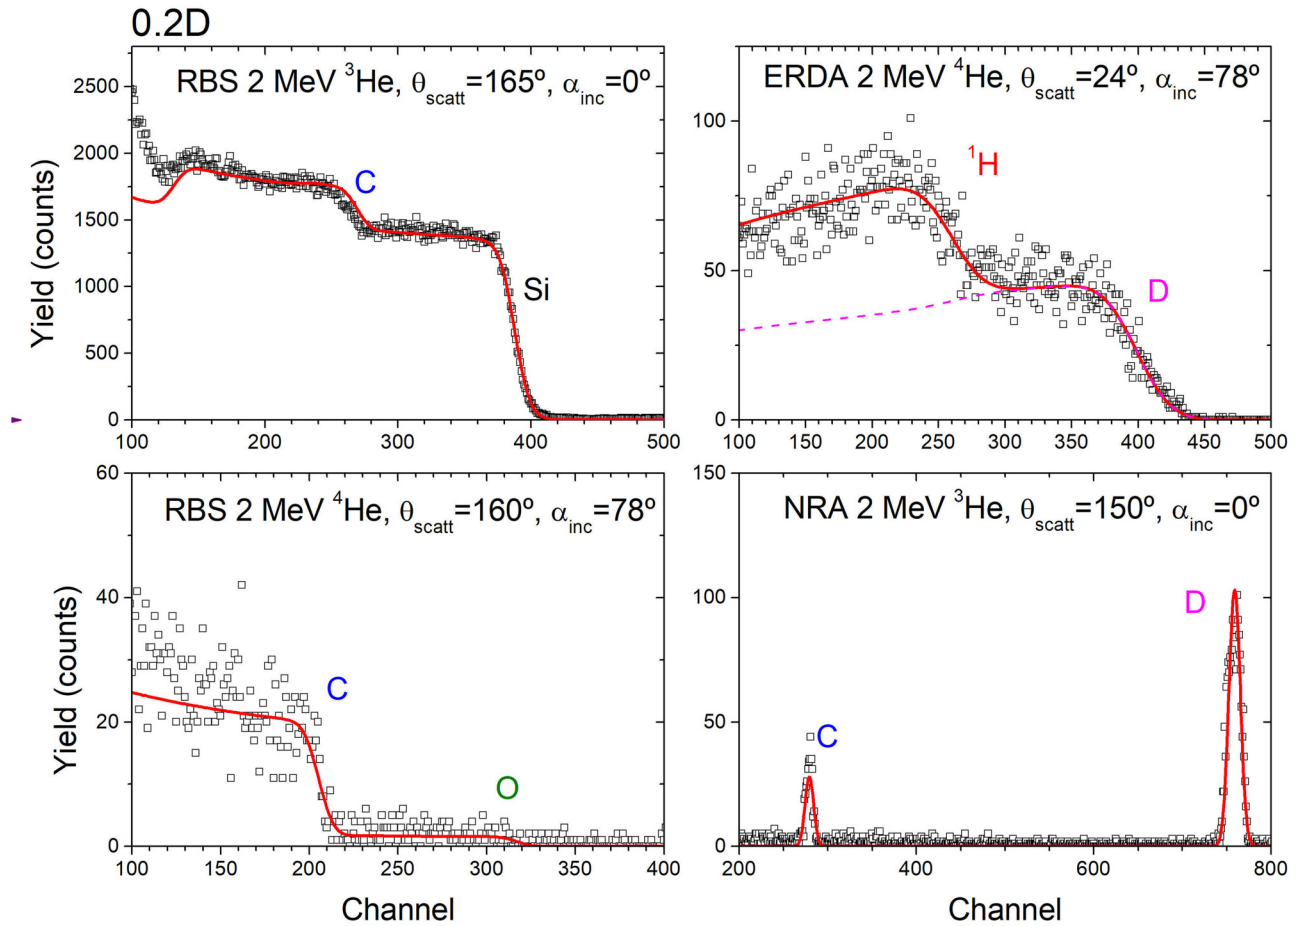 0.2D
RBS 2 MeV ³He, θscatt=165º, αinc=0º
C
Si
Yield (counts)
2500
2000
1500
1000
500
0
100 200 300 400 500
ERDA 2 MeV ⁴He, θscatt=24º, αinc=78º
¹H
D
100
50
0
100 150 200 250 300 350 400 450 500
RBS 2 MeV ⁴He, θscatt=160º, αinc=78º
C
O
Yield (counts)
60
40
20
0
100 150 200 250 300 350 400
Channel
NRA 2 MeV ³He, θscatt=150º, αinc=0º
D
C
150
100
50
0
200 400 600 800
Channel